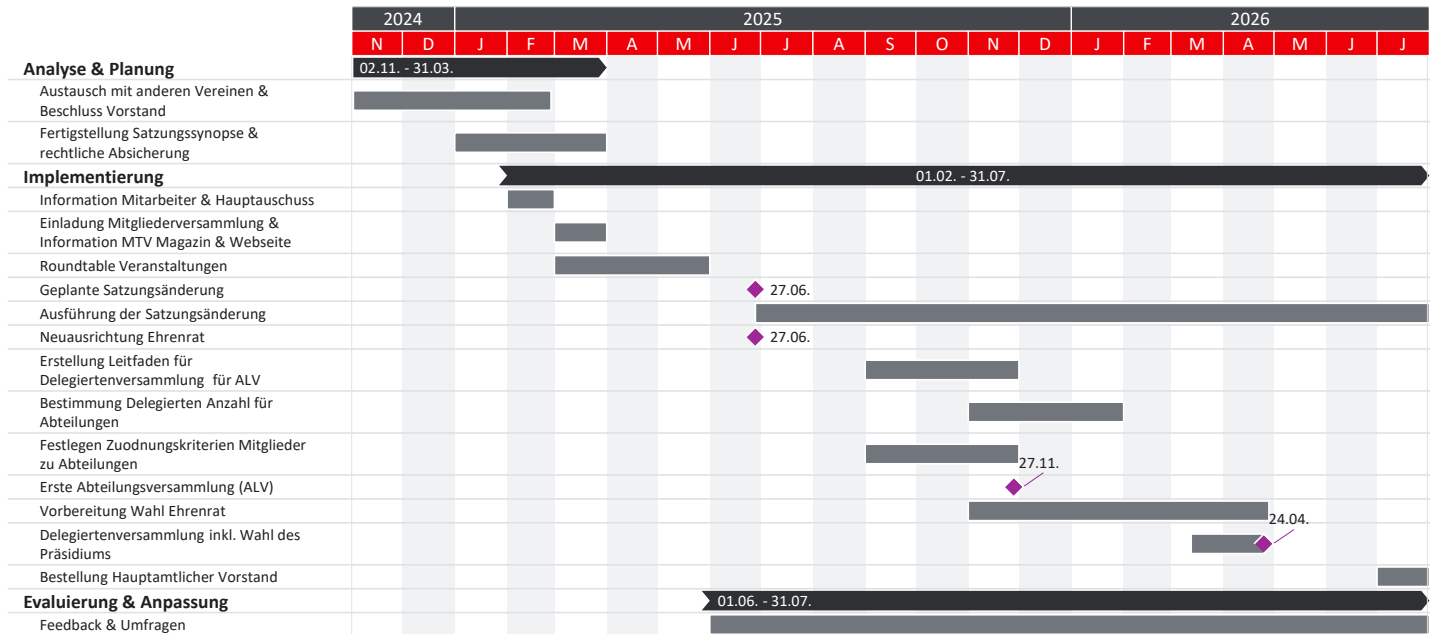 2024 2025 2026
N D J F M A M J J A S O N D J F M A M J J
Analyse & Planung 02.11. - 31.03.
Austausch mit anderen Vereinen &
Beschluss Vorstand
Fertigstellung Satzungssynopse &
rechtliche Absicherung
Implementierung 01.02. - 31.07.
Information Mitarbeiter & Hauptauschuss
Einladung Mitgliederversammlung &
Information MTV Magazin & Webseite
Roundtable Veranstaltungen
Geplante Satzungsänderung 27.06.
Ausführung der Satzungsänderung
Neuausrichtung Ehrenrat 27.06.
Erstellung Leitfaden für
Delegiertenversammlung für ALV
Bestimmung Delegierten Anzahl für
Abteilungen
Festlegen Zuodnungskriterien Mitglieder
zu Abteilungen
27.11.
Erste Abteilungsversammlung (ALV)
Vorbereitung Wahl Ehrenrat
24.04.
Delegiertenversammlung inkl. Wahl des
Präsidiums
Bestellung Hauptamtlicher Vorstand
Evaluierung & Anpassung 01.06. - 31.07.
Feedback & Umfragen